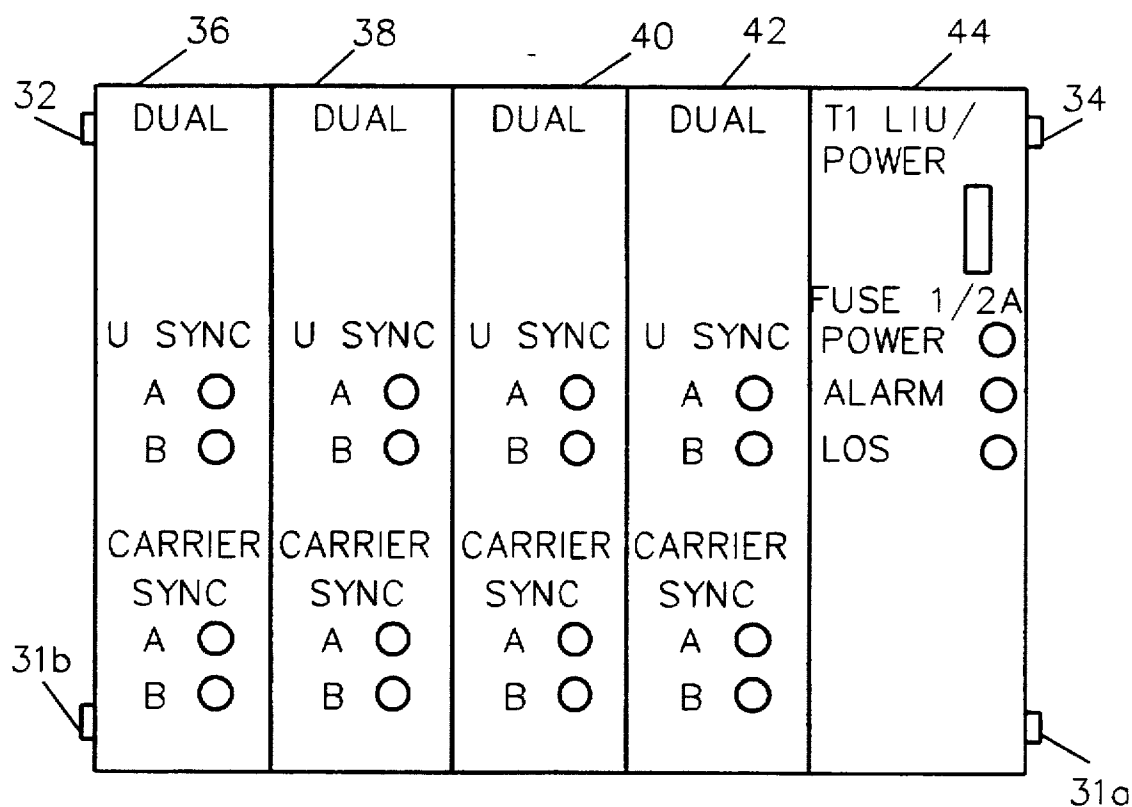 36 38 40 42 44
32 34
DUAL DUAL DUAL DUAL T1 LIU/
POWER
FUSE 1/2A
U SYNC U SYNC U SYNC U SYNC POWER
A A A A ALARM
B B B B LOS
CARRIER CARRIER CARRIER CARRIER
SYNC SYNC SYNC SYNC
A A A A
31b
B B B B
31a